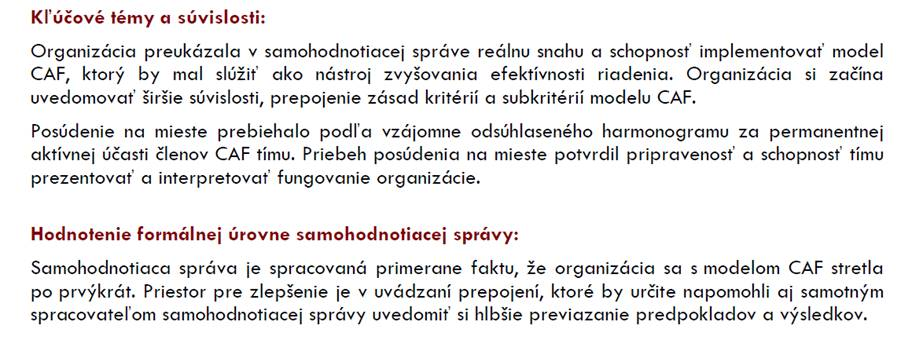 Kľúčové témy a súvislosti:
Organizácia preukázala v samohodnotiacej správe reálnu snahu a schopnosť implementovať model
CAF, ktorý by mal slúžiť ako nástroj zvyšovania efektívnosti riadenia. Organizácia si začína
uvedomovať širšie súvislosti, prepojenie zásad kritérií a subkritérií modelu CAF.
Posúdenie na mieste prebiehalo podľa vzájomne odsúhlaseného harmonogramu za permanentnej
aktívnej účasti členov CAF tímu. Priebeh posúdenia na mieste potvrdil pripravenosť a schopnosť tímu
prezentovať a interpretovať fungovanie organizácie.
Hodnotenie formálnej úrovne samohodnotiacej správy:
Samohodnotiaca správa je spracovaná primerane faktu, že organizácia sa s modelom CAF stretla
po prvýkrát. Priestor pre zlepšenie je v uvádzaní prepojení, ktoré by určite napomohli aj samotným
spracovateľom samohodnotiacej správy uvedomiť si hlbšie previazanie predpokladov a výsledkov.